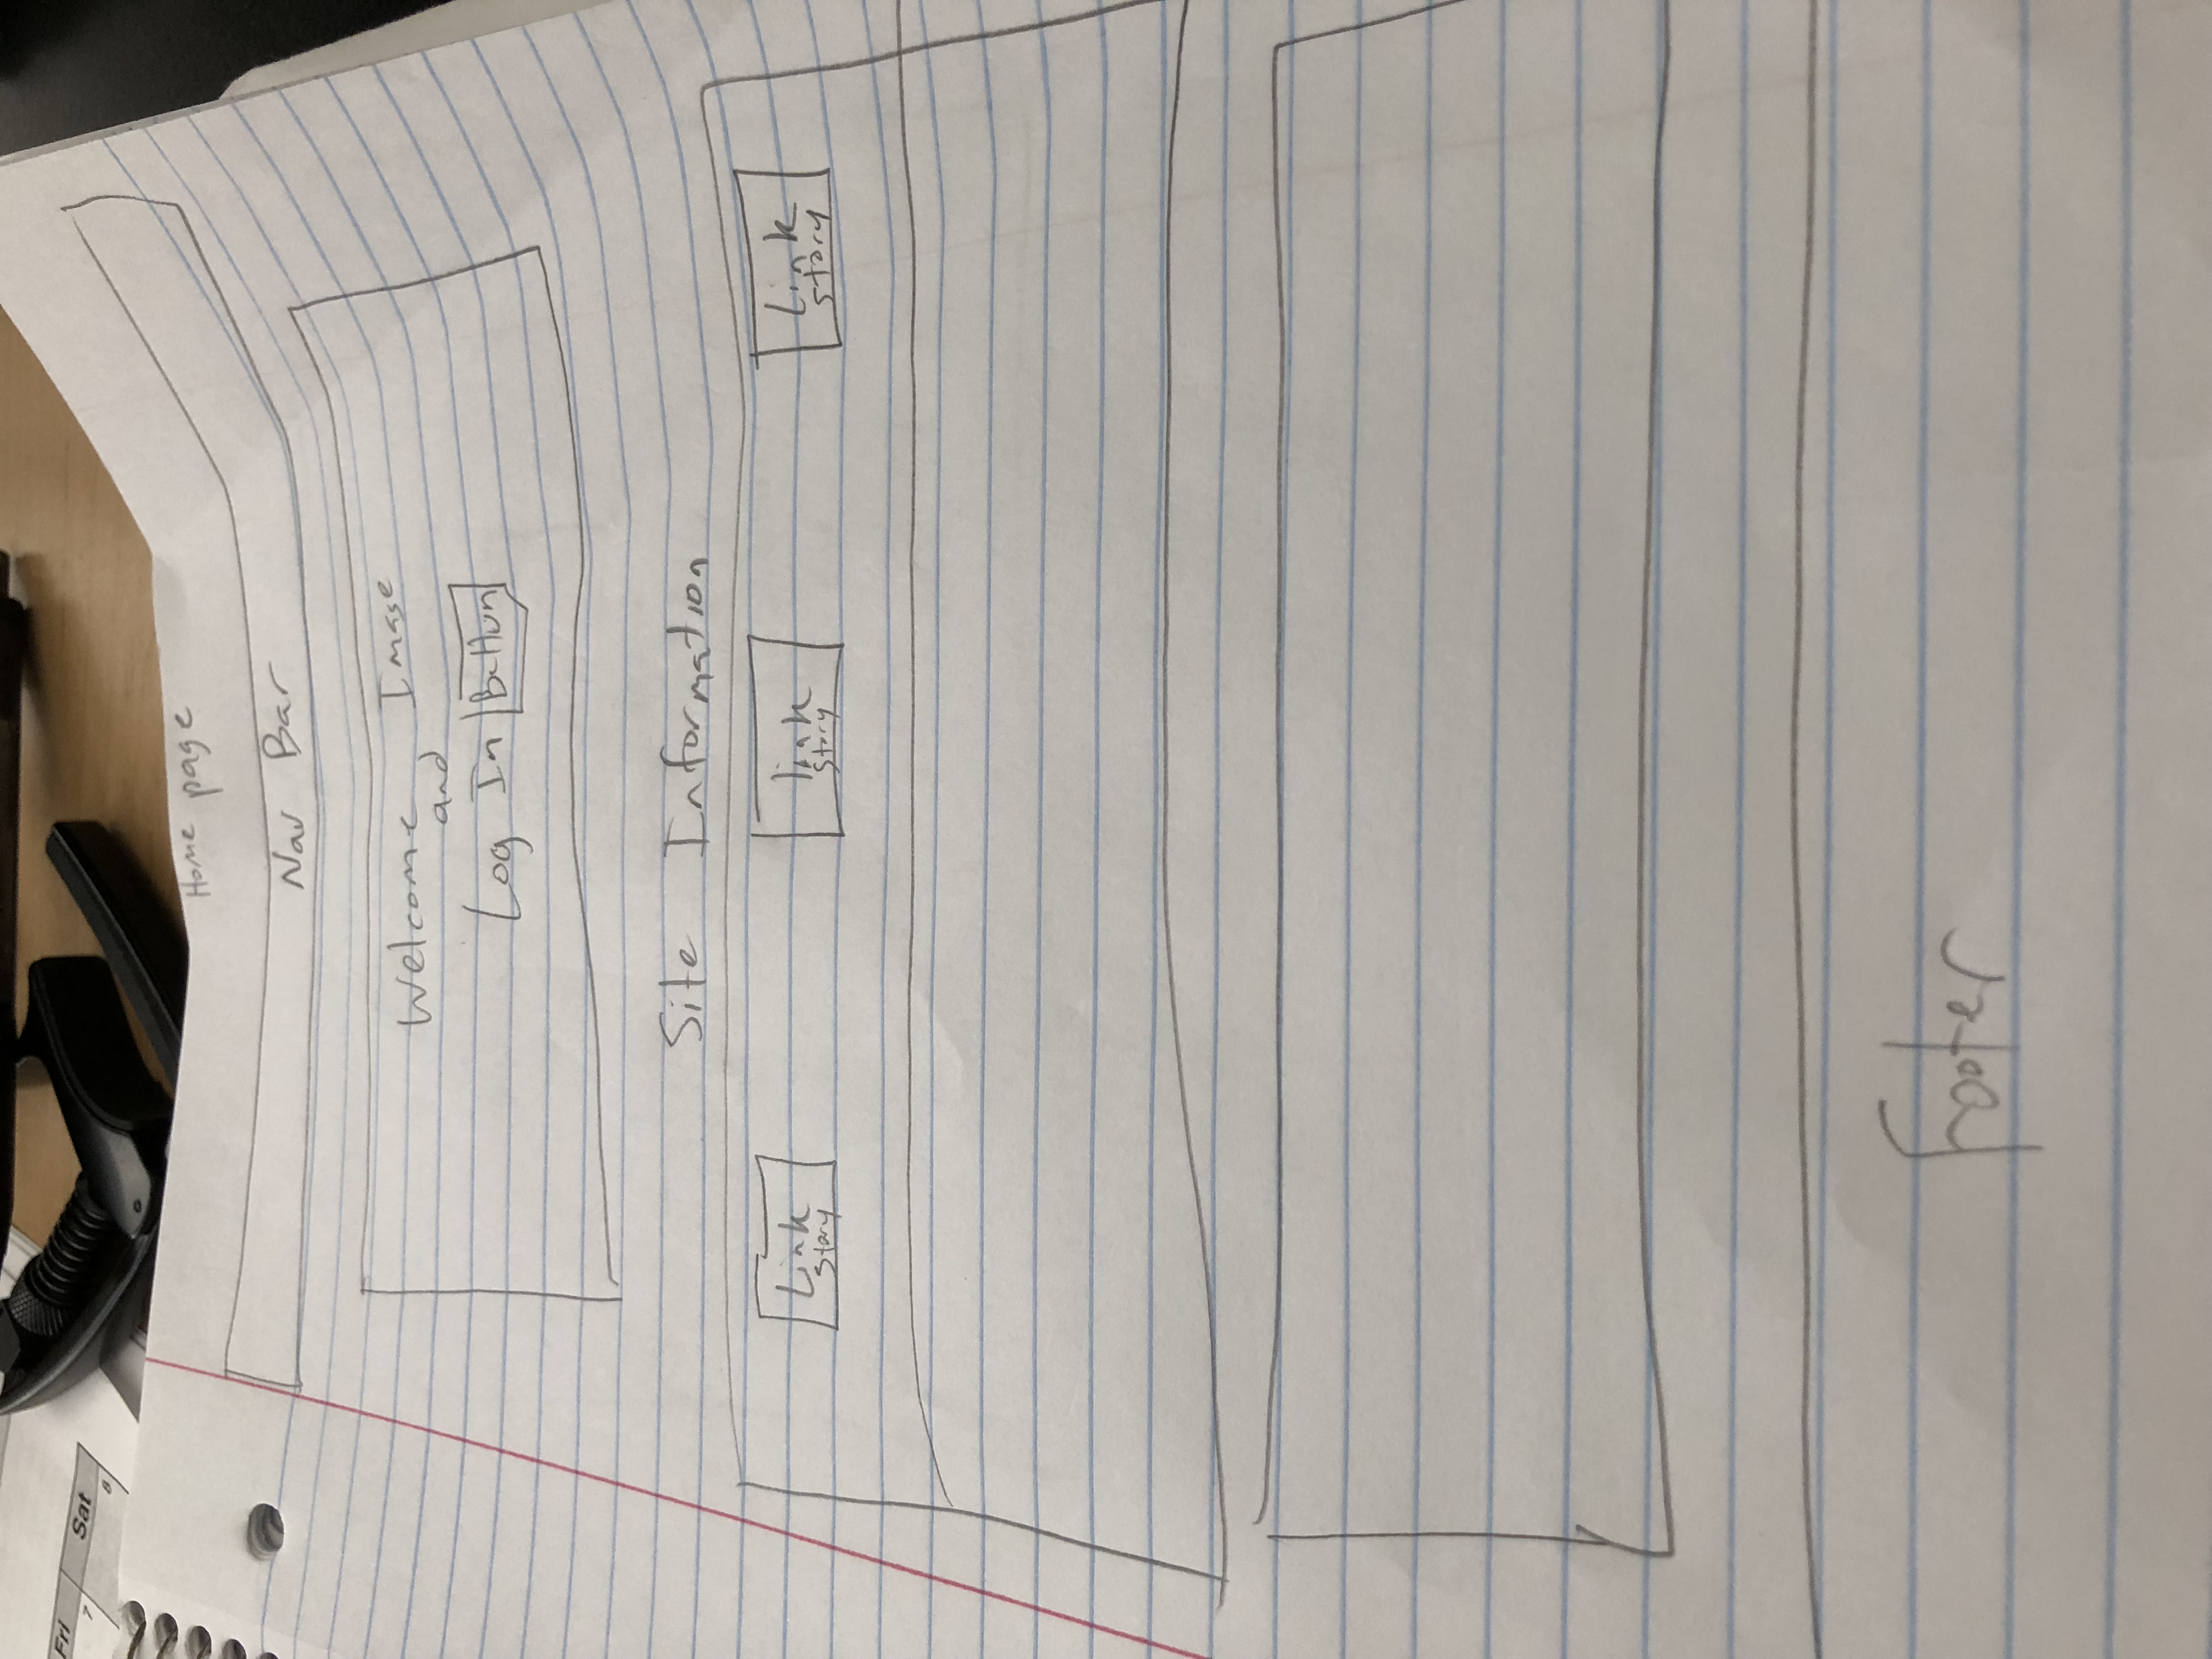 Fri
Sat
7
8
Home page
Nav Bar
Welcome Image
and
Log In Button
Site Information
Link
story
link
story
Link
story
Footer